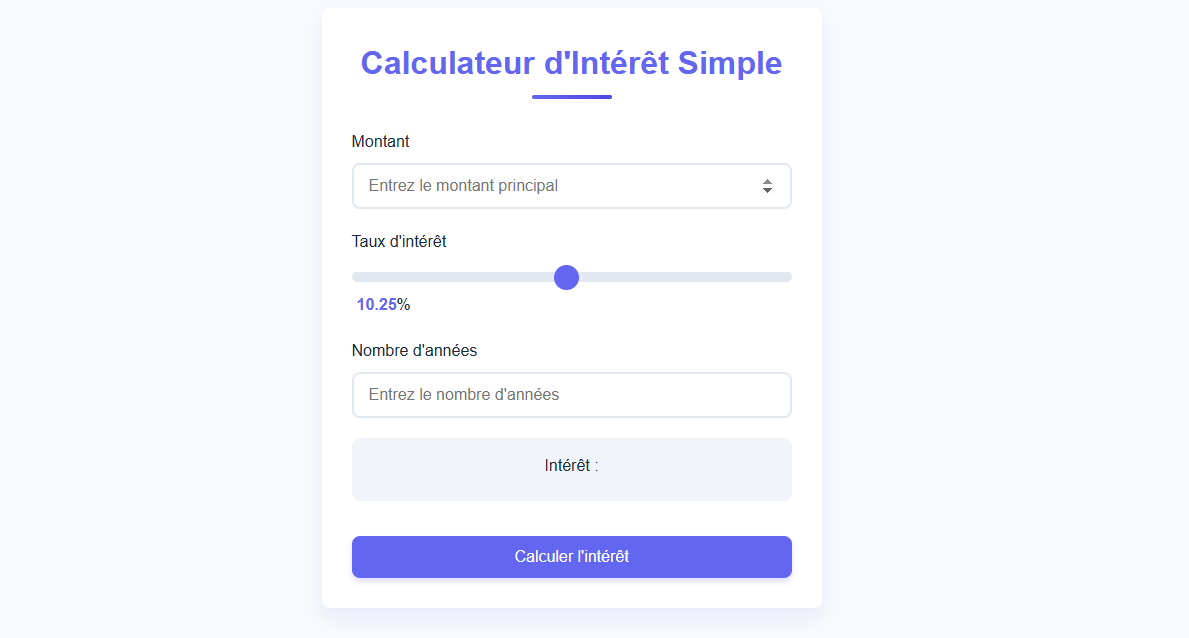 Calculateur d'Intérêt Simple
Montant
Entrez le montant principal
Taux d'intérêt
10.25%
Nombre d'années
Entrez le nombre d'années
Intérêt :
Calculer l'intérêt